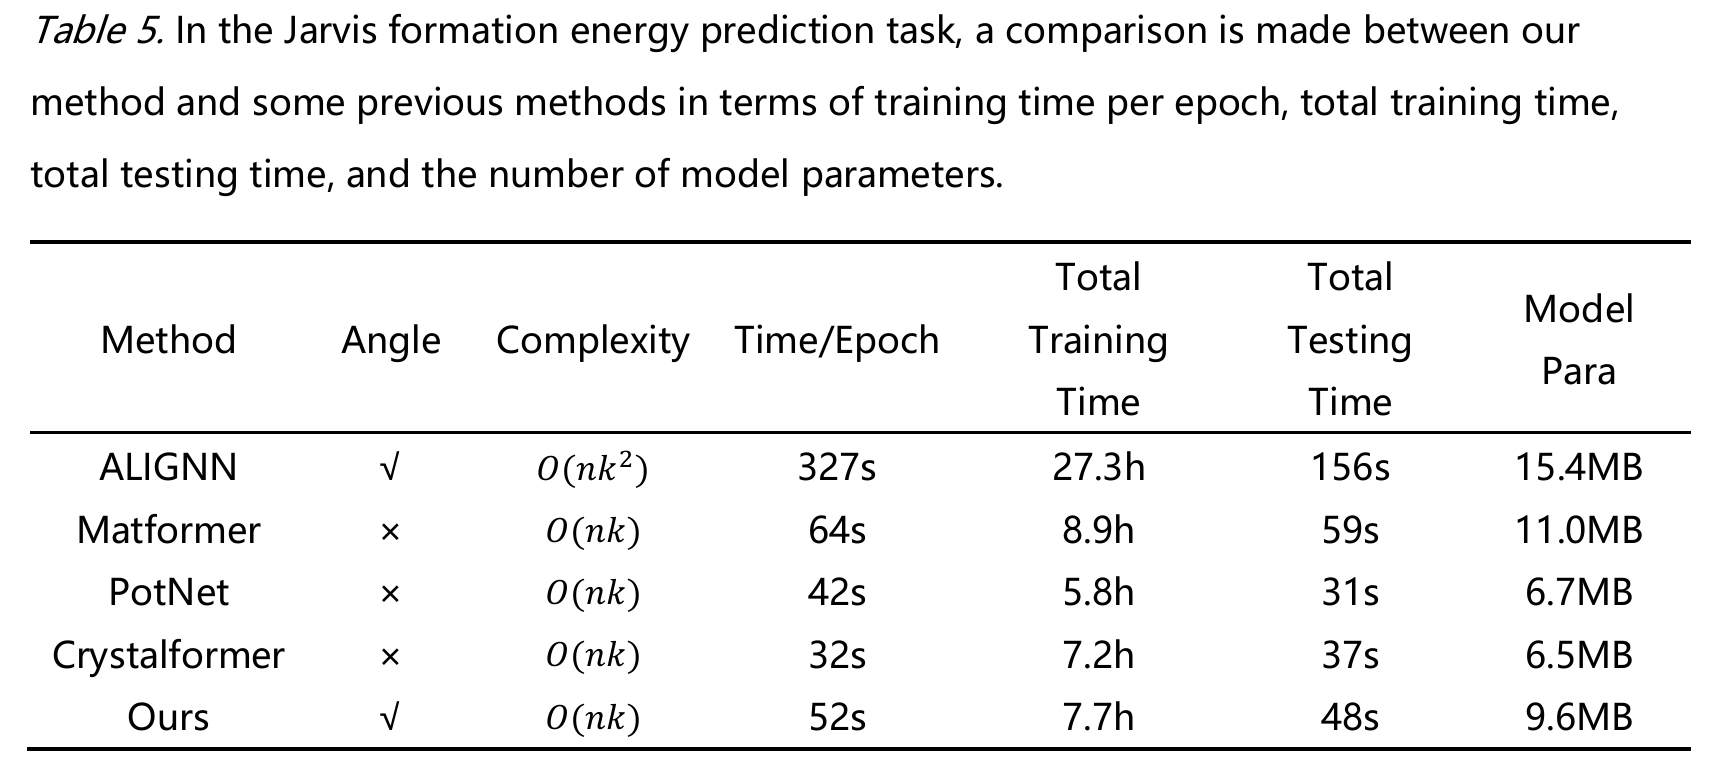 Table 5. In the Jarvis formation energy prediction task, a comparison is made between our
method and some previous methods in terms of training time per epoch, total training time,
total testing time, and the number of model parameters.
Method Angle Complexity Time/Epoch Total Training Time Total Testing Time Model Para
ALIGNN √ O(nk²) 327s 27.3h 156s 15.4MB
Matformer × O(nk) 64s 8.9h 59s 11.0MB
PotNet × O(nk) 42s 5.8h 31s 6.7MB
Crystalformer × O(nk) 32s 7.2h 37s 6.5MB
Ours √ O(nk) 52s 7.7h 48s 9.6MB